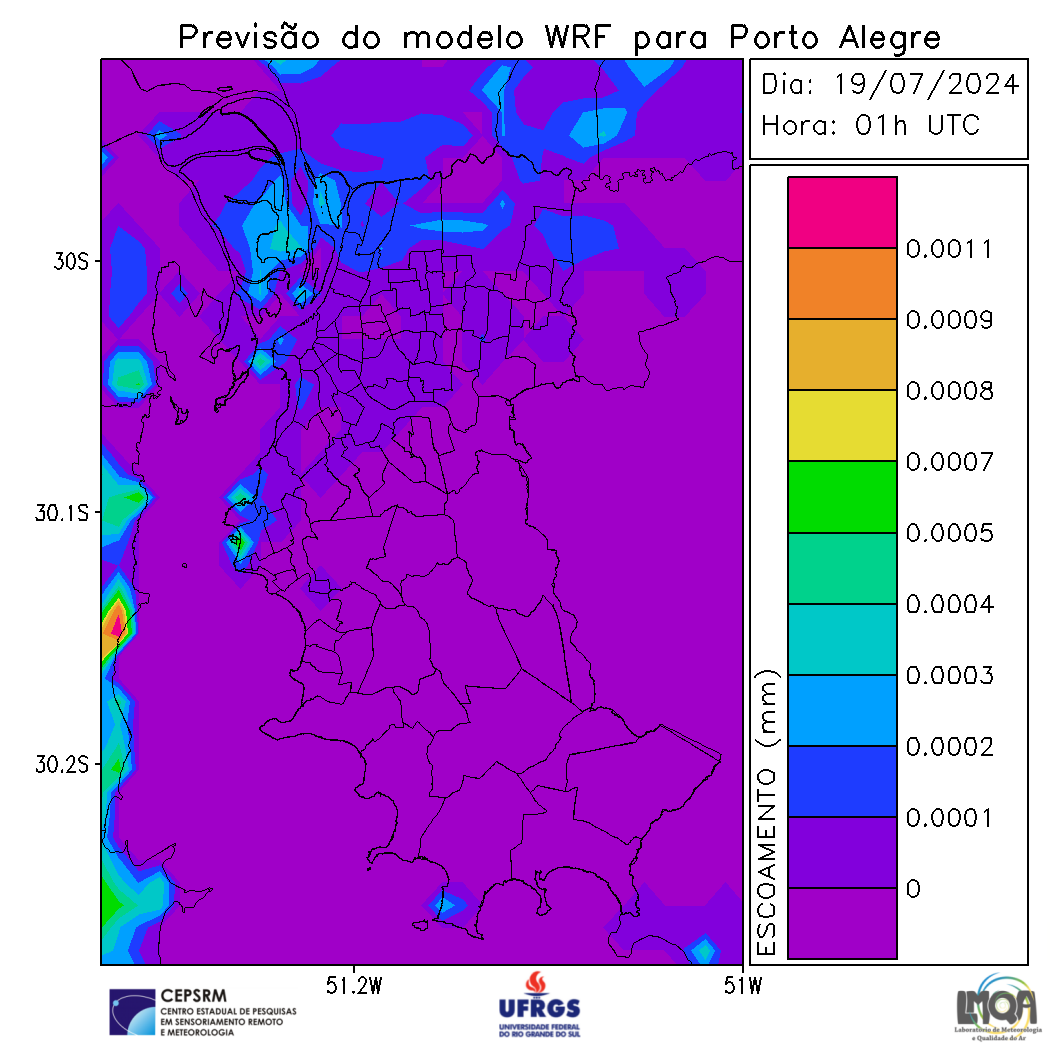 Previsão do modelo WRF para Porto Alegre
Dia: 19/07/2024
Hora: 01h UTC
30S
30.1S
30.2S
51.2W
51W
ESCOAMENTO (mm)
0.0011
0.0009
0.0008
0.0007
0.0005
0.0004
0.0003
0.0002
0.0001
0
CEPSRM
CENTRO ESTADUAL DE PESQUISAS
EM SENSORIAMENTO REMOTO
E METEOROLOGIA
UFRGS
UNIVERSIDADE FEDERAL
DO RIO GRANDE DO SUL
LMQA
Laboratório de Meteorologia
e Qualidade do Ar